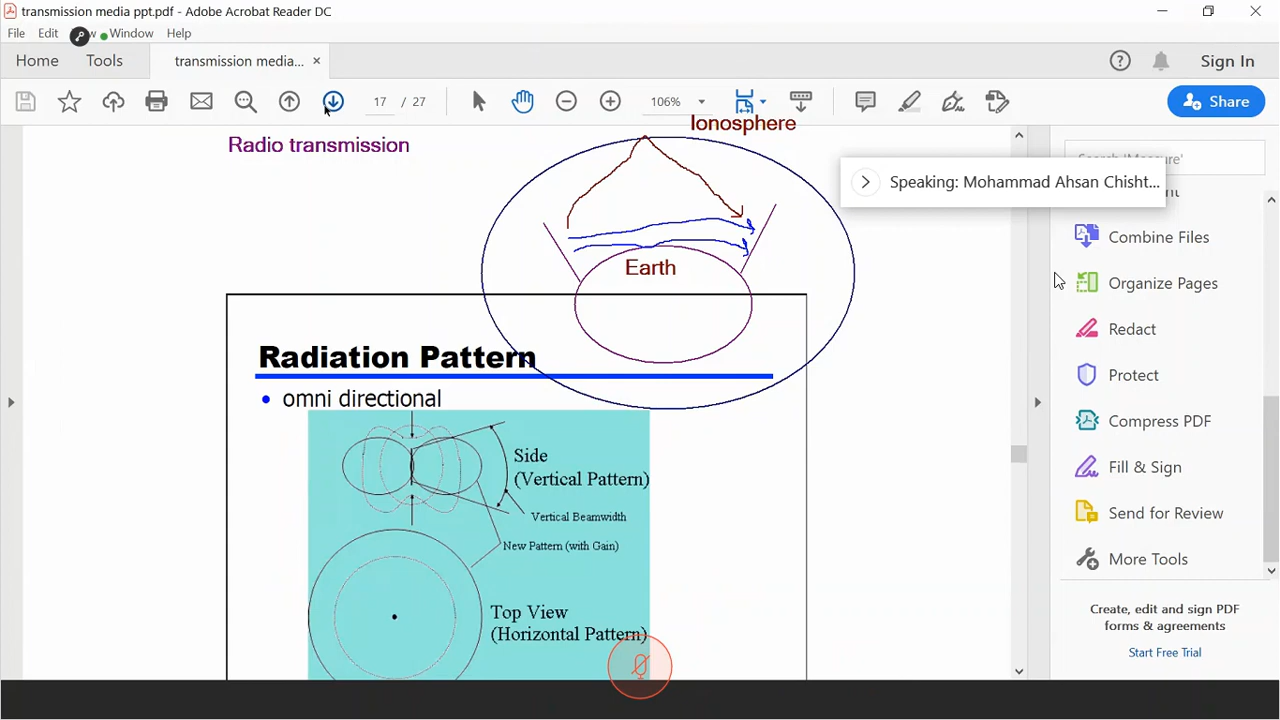 transmission media ppt.pdf - Adobe Acrobat Reader DC
File Edit Window Help
Home Tools transmission media... × Sign In
17 / 27 106% Share
Ionosphere
Radio transmission
Speaking: Mohammad Ahsan Chisht...
Earth
Combine Files
Organize Pages
Redact
Protect
Compress PDF
Fill & Sign
Send for Review
More Tools
Create, edit and sign PDF
forms & agreements
Start Free Trial
Radiation Pattern
• omni directional
Side
(Vertical Pattern)
Vertical Beamwidth
New Pattern (with Gain)
Top View
(Horizontal Pattern)